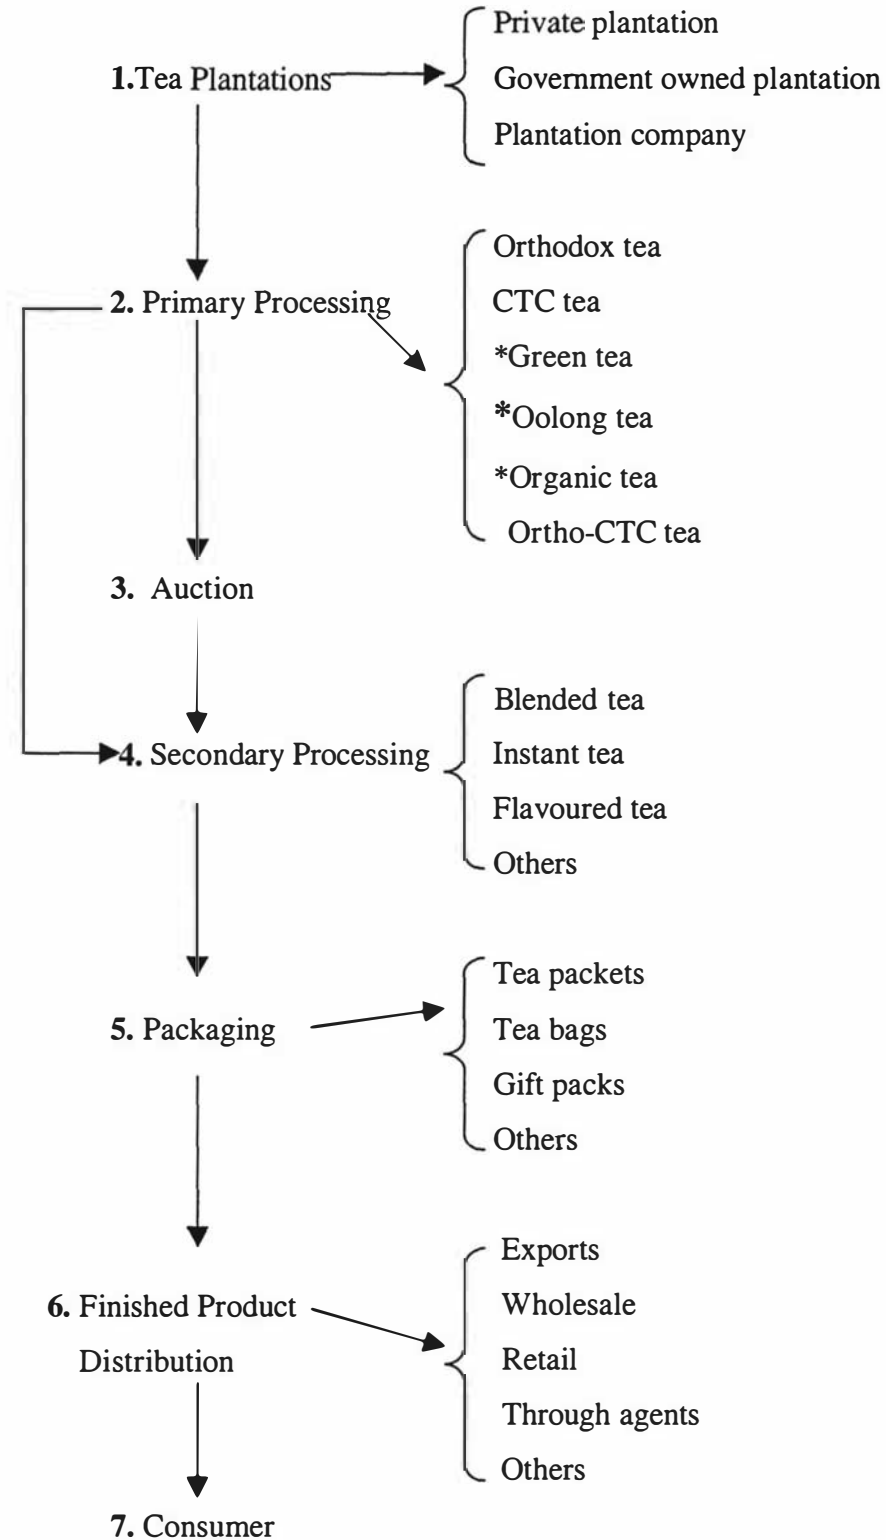 Private plantation
1.Tea Plantations
Government owned plantation
Plantation company
Orthodox tea
2. Primary Processing
CTC tea
*Green tea
*Oolong tea
*Organic tea
Ortho-CTC tea
3. Auction
Blended tea
4. Secondary Processing
Instant tea
Flavoured tea
Others
Tea packets
5. Packaging
Tea bags
Gift packs
Others
Exports
6. Finished Product
Wholesale
Distribution
Retail
Through agents
Others
7. Consumer